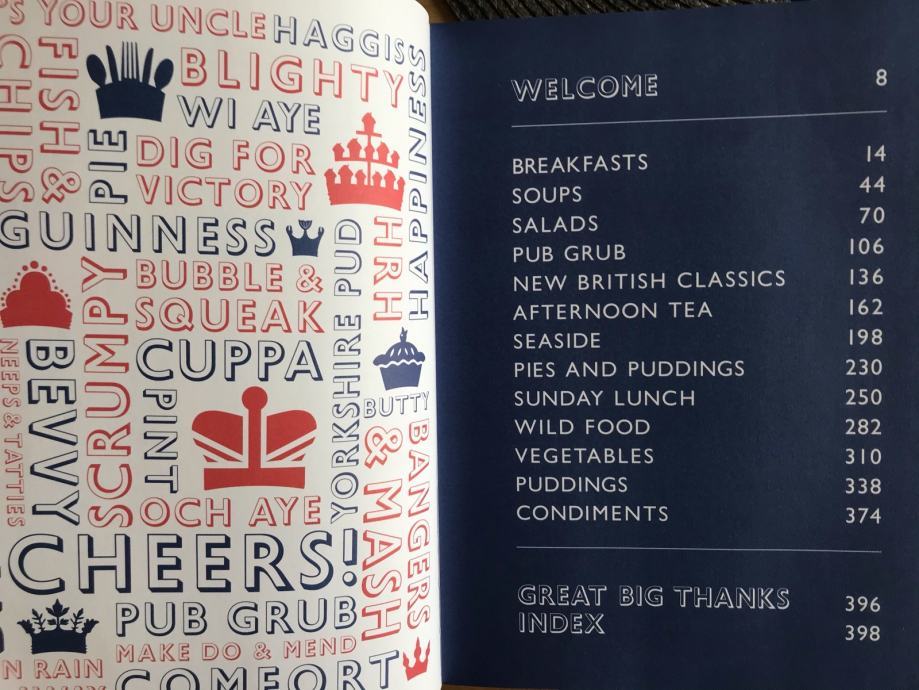 'S YOUR UNCLE
HAGGIS
FISH &
CHIPS
BLIGHTY
HAPPINESS
WI AYE
PIE
DIG FOR
VICTORY
GUINNESS
HRH
YORKSHIRE PUD
BUBBLE &
SQUEAK
SCRUMPY
BEVVY
NEEPS & TATTIES
CUPPA
PINT
BUTTY
BANGERS
& MASH
OCH AYE
CHEERS!
PUB GRUB
MAKE DO & MEND
N RAIN
COMFORT
WELCOME 8
BREAKFASTS 14
SOUPS 44
SALADS 70
PUB GRUB 106
NEW BRITISH CLASSICS 136
AFTERNOON TEA 162
SEASIDE 198
PIES AND PUDDINGS 230
SUNDAY LUNCH 250
WILD FOOD 282
VEGETABLES 310
PUDDINGS 338
CONDIMENTS 374
GREAT BIG THANKS 396
INDEX 398